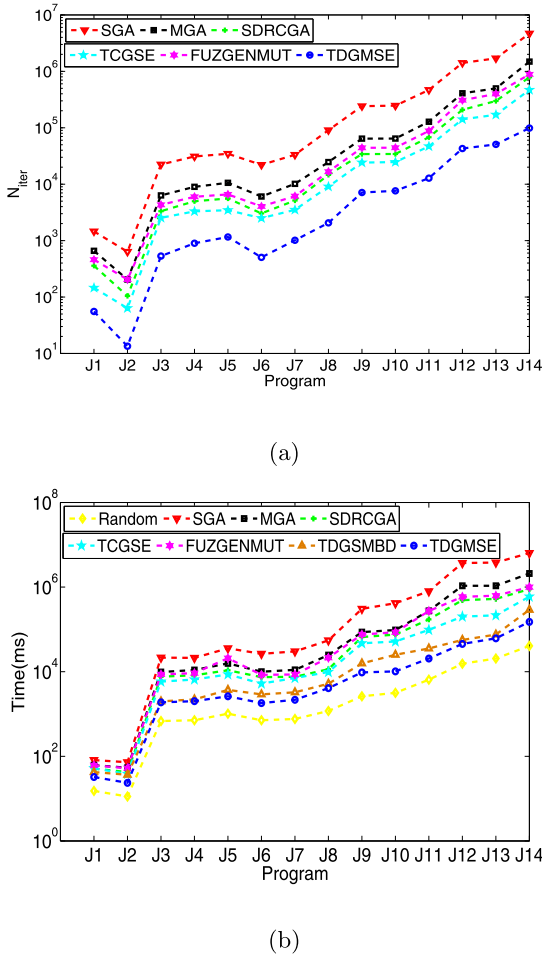 10^7
SGA MGA SDRCGA
10^6
TCGSE FUZGENMUT TDGMSE
10^5
10^4
N_iter
10^3
10^2
10^1
J1 J2 J3 J4 J5 J6 J7 J8 J9 J10 J11 J12 J13 J14
Program
(a)
10^8
Random SGA MGA SDRCGA
TCGSE FUZGENMUT TDGSMBD TDGMSE
10^6
10^4
Time(ms)
10^2
10^0
J1 J2 J3 J4 J5 J6 J7 J8 J9 J10 J11 J12 J13 J14
Program
(b)